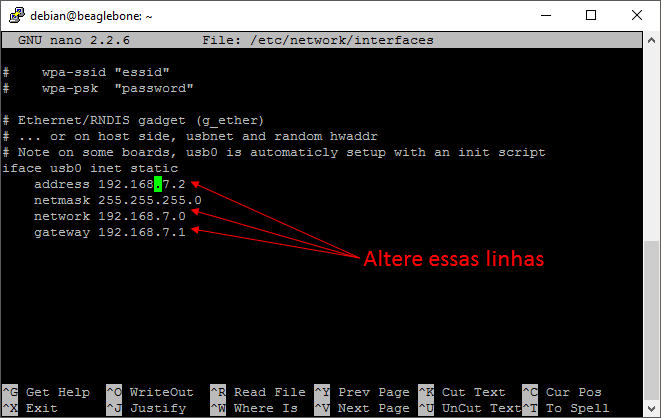 debian@beaglebone: ~
GNU nano 2.2.6 File: /etc/network/interfaces
# wpa-ssid "essid"
# wpa-psk "password"
# Ethernet/RNDIS gadget (g_ether)
# ... or on host side, usbnet and random hwaddr
# Note on some boards, usb0 is automaticly setup with an init script
iface usb0 inet static
address 192.168.7.2
netmask 255.255.255.0
network 192.168.7.0
gateway 192.168.7.1
Altere essas linhas
^G Get Help ^O WriteOut ^R Read File ^Y Prev Page ^K Cut Text ^C Cur Pos
^X Exit ^J Justify ^W Where Is ^V Next Page ^U UnCut Text ^T To Spell